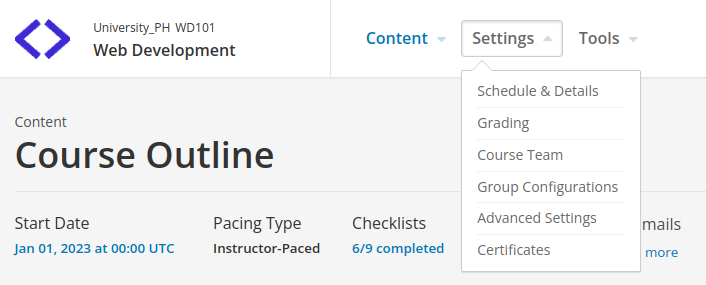 University_PH WD101
Web Development
Content
Settings
Tools
Schedule & Details
Grading
Course Team
Group Configurations
Advanced Settings
Certificates
Content
Course Outline
Start Date
Jan 01, 2023 at 00:00 UTC
Pacing Type
Instructor-Paced
Checklists
6/9 completed
mails
more